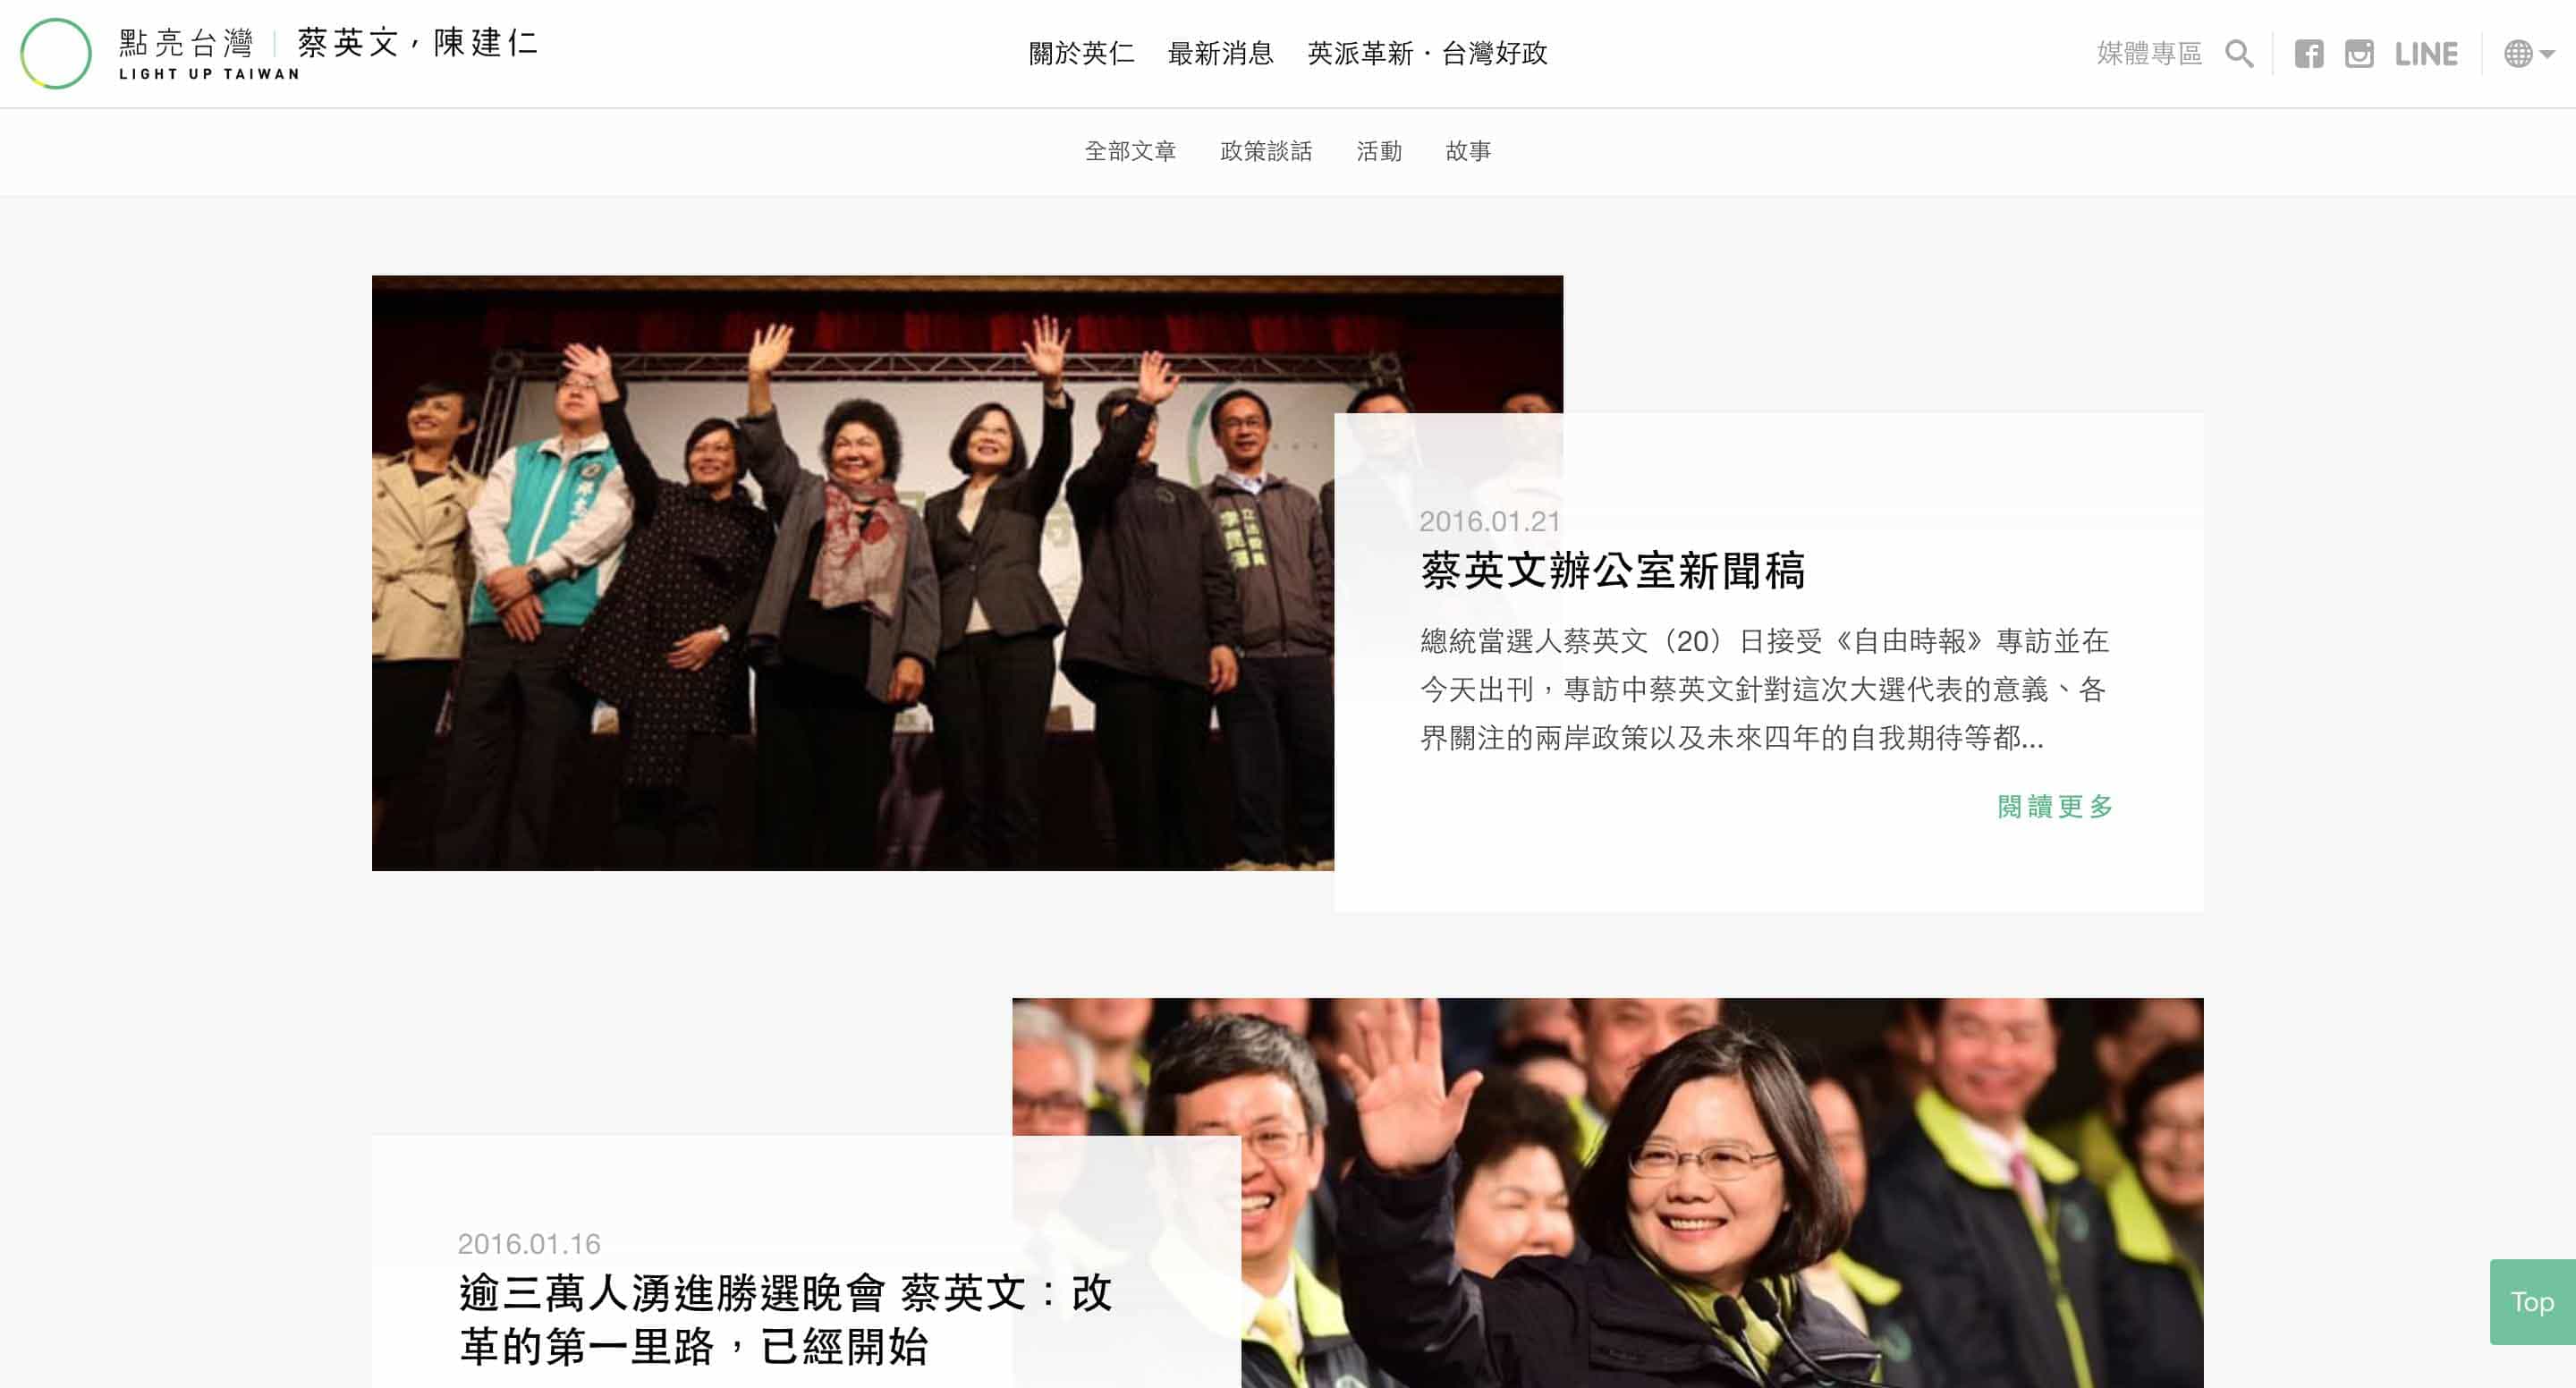 點亮台灣 蔡英文,陳建仁
LIGHT UP TAIWAN
關於英仁 最新消息 英派革新・台灣好政
媒體專區 LINE
全部文章 政策談話 活動 故事
2016.01.21
蔡英文辦公室新聞稿
總統當選人蔡英文（20）日接受《自由時報》專訪並在
今天出刊，專訪中蔡英文針對這次大選代表的意義、各
界關注的兩岸政策以及未來四年的自我期待等都...
閱讀更多
2016.01.16
逾三萬人湧進勝選晚會 蔡英文：改
革的第一里路，已經開始
Top